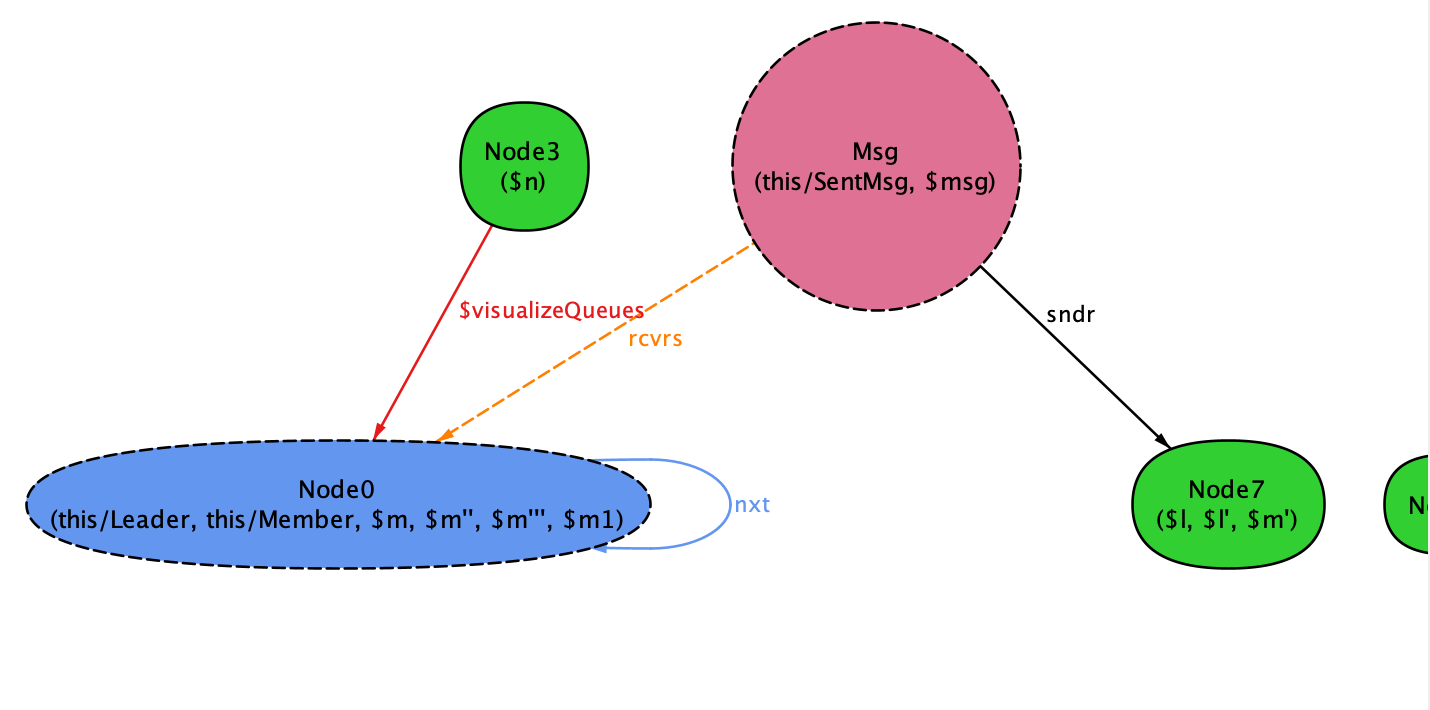 Node3
($n)
Msg
(this/SentMsg, $msg)
$visualizeQueues
rcvrs
sndr
Node0
(this/Leader, this/Member, $m, $m'', $m''', $m1)
nxt
Node7
($l, $l', $m')